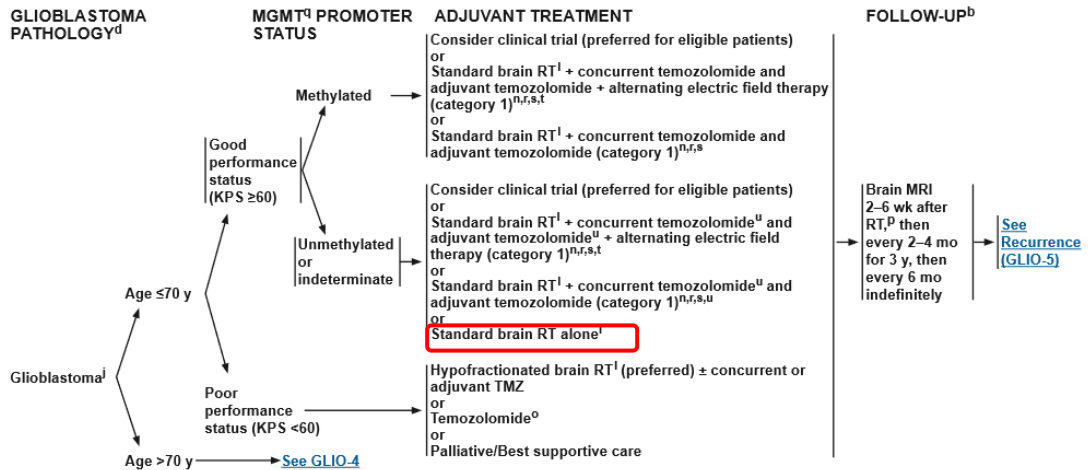 GLIOBLASTOMA
PATHOLOGYᵈ
MGMTᑫ PROMOTER
STATUS
ADJUVANT TREATMENT
FOLLOW-UPᵇ
Glioblastomaʲ
Age ≤70 y
Age >70 y
See GLIO-4
Good
performance
status
(KPS ≥60)
Poor
performance
status (KPS <60)
Methylated
Unmethylated
or
indeterminate
Consider clinical trial (preferred for eligible patients)
or
Standard brain RTˡ + concurrent temozolomide and
adjuvant temozolomide + alternating electric field therapy
(category 1)ⁿ,ʳ,ˢ,ᵗ
or
Standard brain RTˡ + concurrent temozolomide and
adjuvant temozolomide (category 1)ⁿ,ʳ,ˢ
Consider clinical trial (preferred for eligible patients)
or
Standard brain RTˡ + concurrent temozolomideᵘ and
adjuvant temozolomideᵘ + alternating electric field
therapy (category 1)ⁿ,ʳ,ˢ,ᵗ
or
Standard brain RTˡ + concurrent temozolomideᵘ and
adjuvant temozolomide (category 1)ⁿ,ʳ,ˢ,ᵘ
or
Standard brain RT aloneˡ
Hypofractionated brain RTˡ (preferred) ± concurrent or
adjuvant TMZ
or
Temozolomideᵒ
or
Palliative/Best supportive care
Brain MRI
2–6 wk after
RT,ᵖ then
every 2–4 mo
for 3 y, then
every 6 mo
indefinitely
See
Recurrence
(GLIO-5)